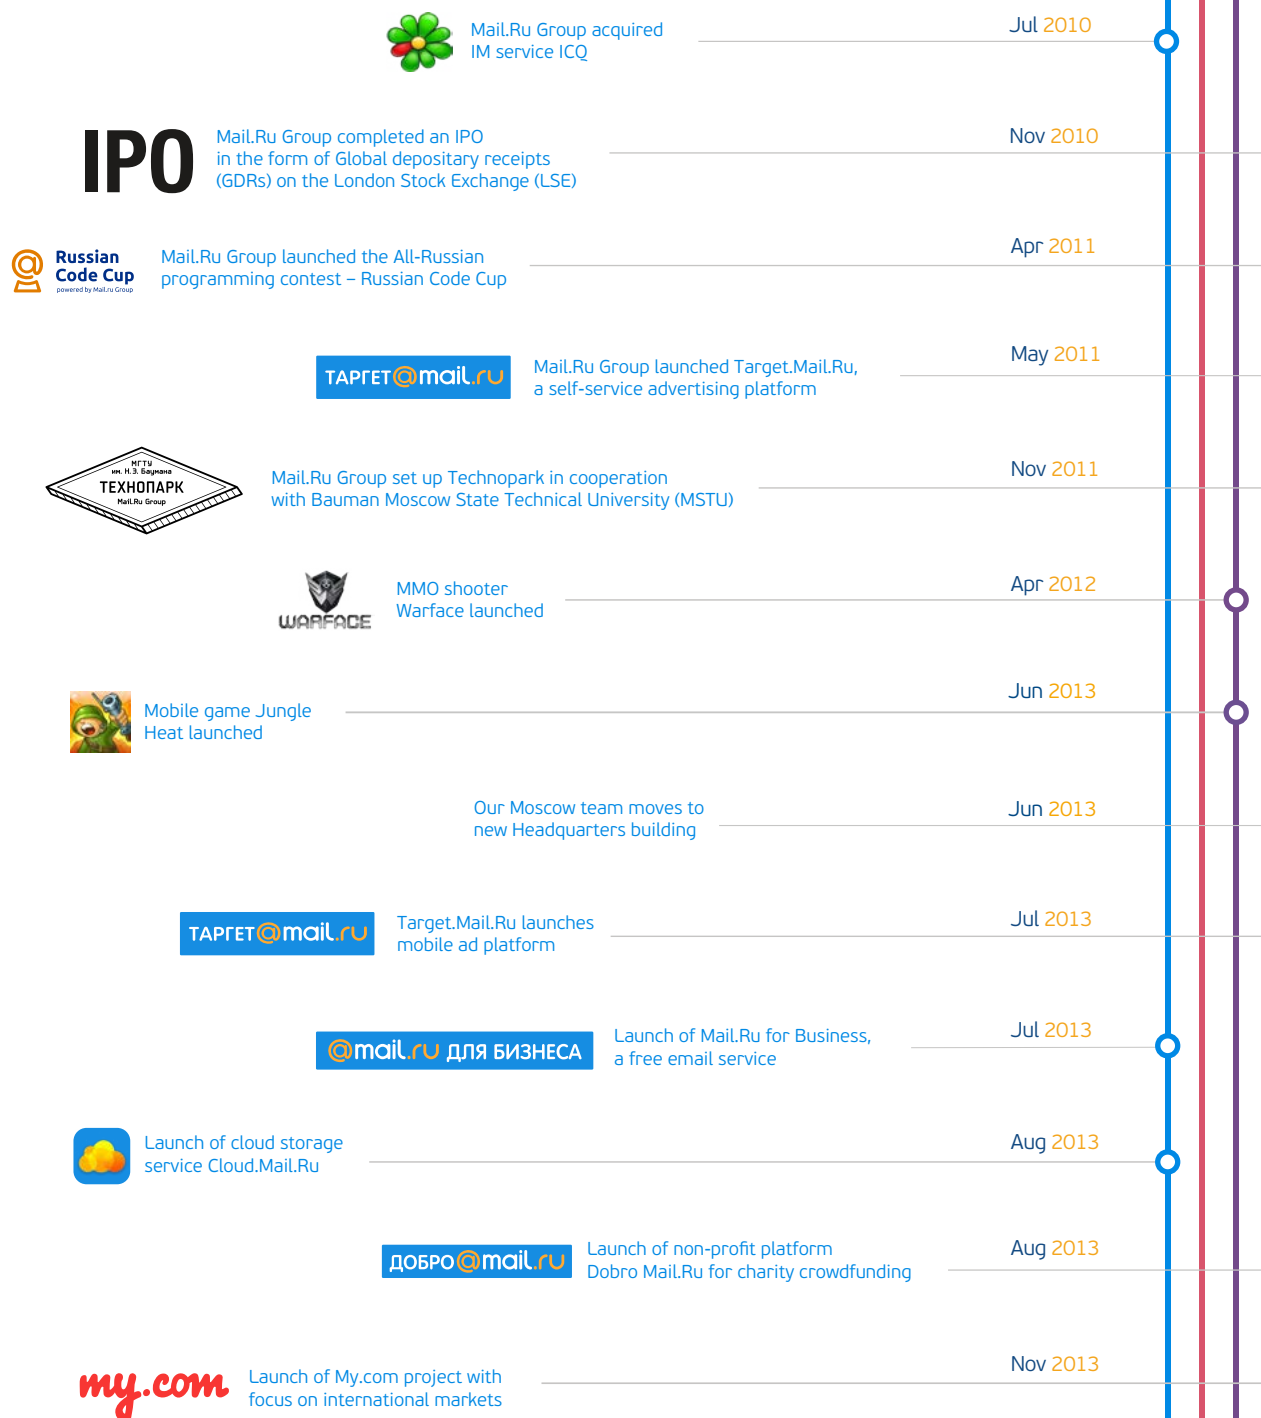 Mail.Ru Group acquired
IM service ICQ
Jul 2010
IPO
Mail.Ru Group completed an IPO
in the form of Global depositary receipts
(GDRs) on the London Stock Exchange (LSE)
Nov 2010
Russian
Code Cup
powered by Mail.ru Group
Mail.Ru Group launched the All-Russian
programming contest – Russian Code Cup
Apr 2011
ТАРГЕТ@mail.ru
Mail.Ru Group launched Target.Mail.Ru,
a self-service advertising platform
May 2011
МГТУ
им. Н.Э. Баумана
ТЕХНОПАРК
Mail.Ru Group
Mail.Ru Group set up Technopark in cooperation
with Bauman Moscow State Technical University (MSTU)
Nov 2011
WARFACE
MMO shooter
Warface launched
Apr 2012
Mobile game Jungle
Heat launched
Jun 2013
Our Moscow team moves to
new Headquarters building
Jun 2013
ТАРГЕТ@mail.ru
Target.Mail.Ru launches
mobile ad platform
Jul 2013
@mail.ru ДЛЯ БИЗНЕСА
Launch of Mail.Ru for Business,
a free email service
Jul 2013
Launch of cloud storage
service Cloud.Mail.Ru
Aug 2013
ДОБРО@mail.ru
Launch of non-profit platform
Dobro Mail.Ru for charity crowdfunding
Aug 2013
my.com
Launch of My.com project with
focus on international markets
Nov 2013